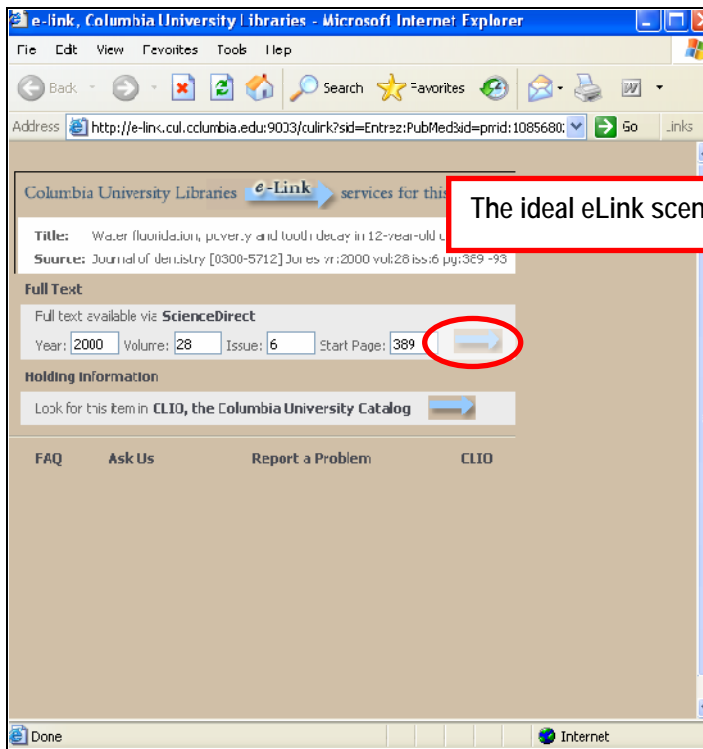 e-link, Columbia University Libraries - Microsoft Internet Explorer
File Edit View Favorites Tools Help
Back Search Favorites
Address http://e-link.cul.columbia.edu:9003/culink?sid=Entrez:PubMed&id=pmid:1085680 Go Links
Columbia University Libraries e-Link services for this
The ideal eLink scen
Title: Water fluoridation, poverty and tooth decay in 12-year-old
Source: Journal of dentistry [0300-5712] Jones yr:2000 vol:28 iss:6 pg:389 -93
Full Text
Full text available via ScienceDirect
Year: 2000 Volume: 28 Issue: 6 Start Page: 389
Holding Information
Look for this item in CLIO, the Columbia University Catalog
FAQ Ask Us Report a Problem CLIO
Done Internet